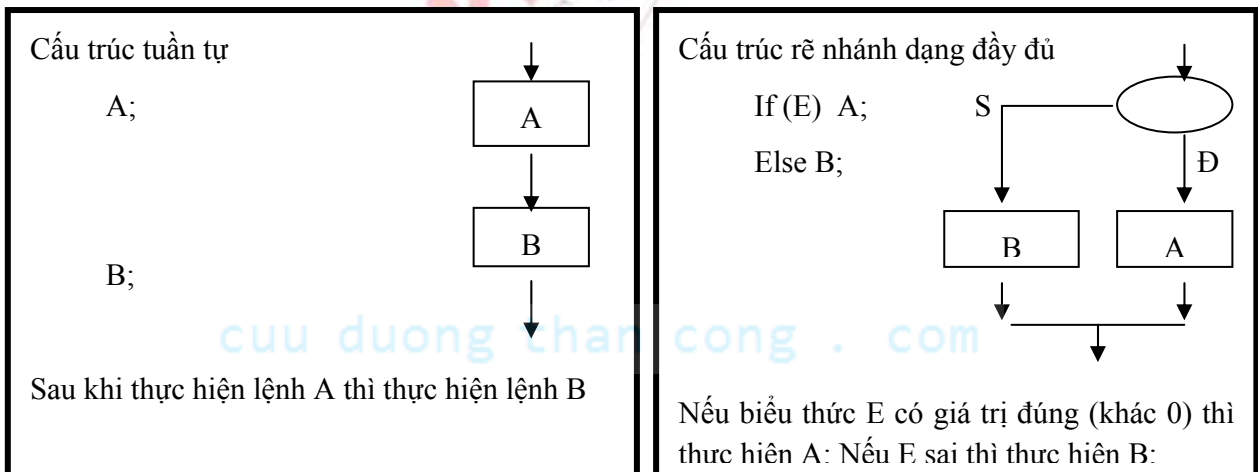 Cấu trúc tuần tự
A;
A
B
B;
Sau khi thực hiện lệnh A thì thực hiện lệnh B
Cấu trúc rẽ nhánh dạng đầy đủ
If (E) A;
S
Else B;
Đ
B
A
Nếu biểu thức E có giá trị đúng (khác 0) thì
thực hiện A; Nếu E sai thì thực hiện B;
cuu duong than cong . com